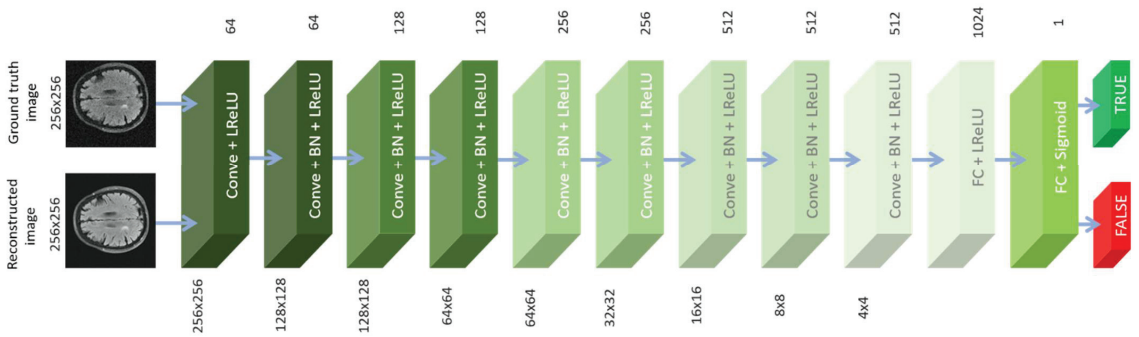 Ground truth
image
256x256
Reconstructed
image
256x256
64
64
128
128
256
256
512
512
512
1024
1
Conve + LReLU
Conve + BN + LReLU
Conve + BN + LReLU
Conve + BN + LReLU
Conve + BN + LReLU
Conve + BN + LReLU
Conve + BN + LReLU
Conve + BN + LReLU
Conve + BN + LReLU
FC + LReLU
FC + Sigmoid
TRUE
FALSE
256x256
128x128
128x128
64x64
64x64
32x32
16x16
8x8
4x4